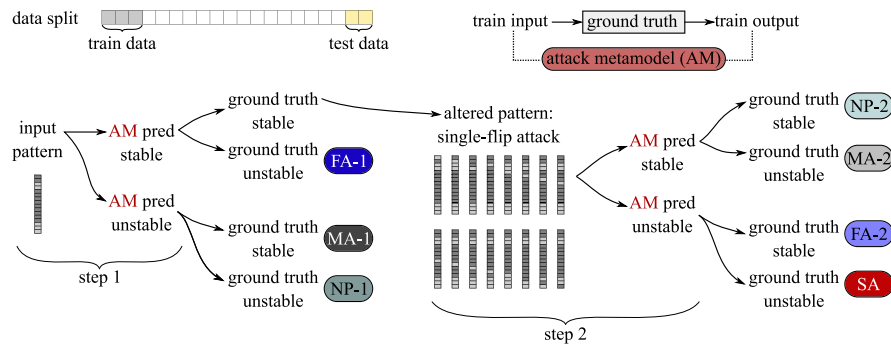 data split
train data
test data
train input
ground truth
train output
attack metamodel (AM)
input
pattern
AM pred
stable
AM pred
unstable
step 1
ground truth
stable
ground truth
unstable
FA-1
ground truth
stable
MA-1
ground truth
unstable
NP-1
altered pattern:
single-flip attack
AM pred
stable
AM pred
unstable
step 2
ground truth
stable
NP-2
ground truth
unstable
MA-2
ground truth
stable
FA-2
ground truth
unstable
SA